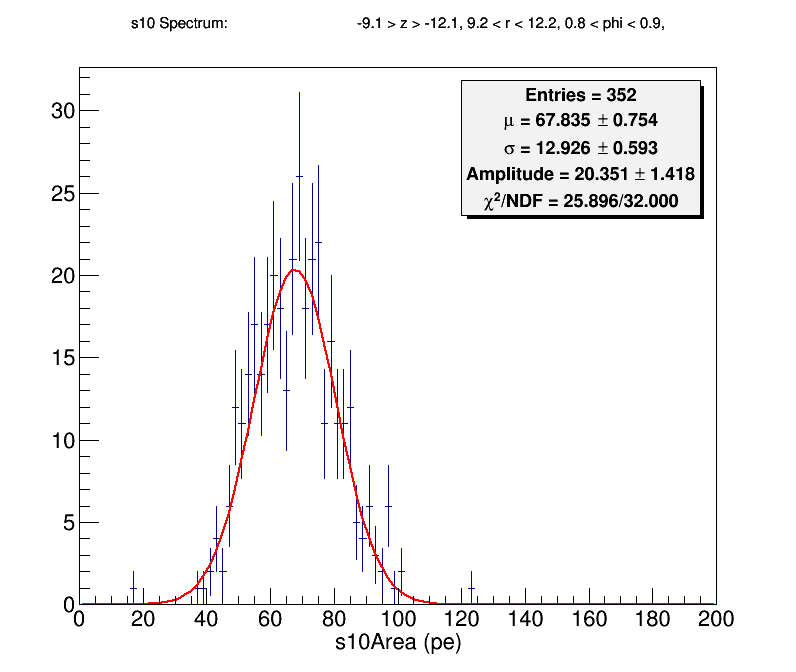 s10 Spectrum: -9.1 > z > -12.1, 9.2 < r < 12.2, 0.8 < phi < 0.9,
Entries = 352
μ = 67.835 ± 0.754
σ = 12.926 ± 0.593
Amplitude = 20.351 ± 1.418
χ²/NDF = 25.896/32.000
30
25
20
15
10
5
0
0 20 40 60 80 100 120 140 160 180 200
s10Area (pe)